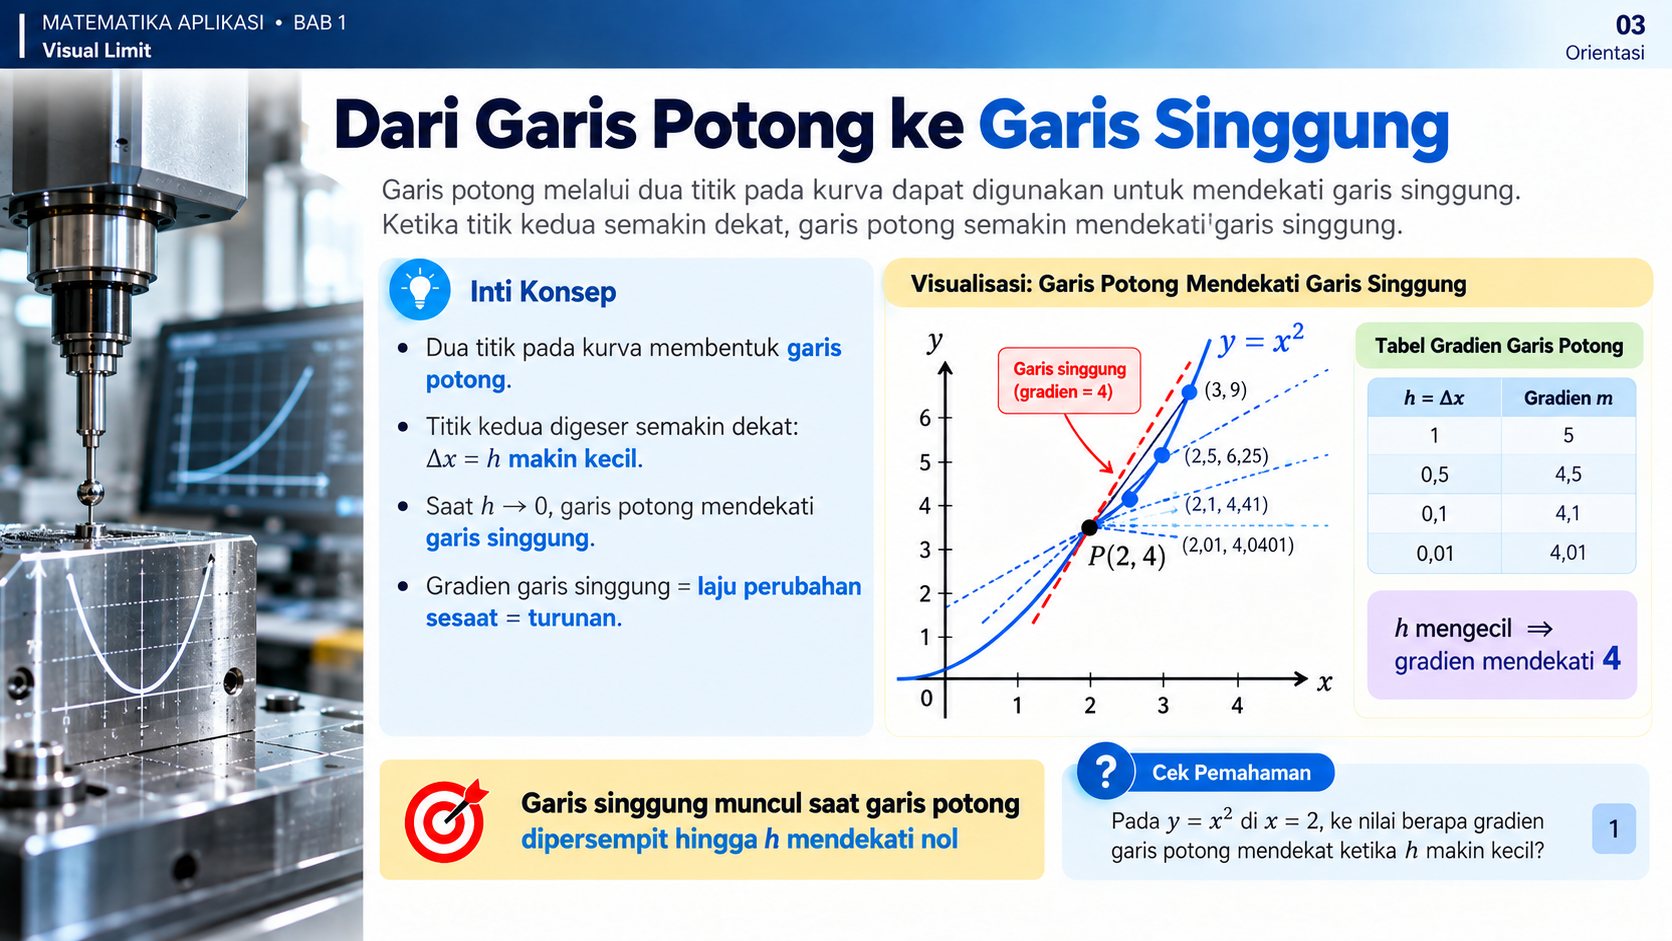 MATEMATIKA APLIKASI • BAB 1
Visual Limit
03
Orientasi
Dari Garis Potong ke Garis Singgung
Garis potong melalui dua titik pada kurva dapat digunakan untuk mendekati garis singgung.
Ketika titik kedua semakin dekat, garis potong semakin mendekati'garis singgung.
Inti Konsep
• Dua titik pada kurva membentuk garis
potong.
• Titik kedua digeser semakin dekat:
Δx = h makin kecil.
• Saat h → 0, garis potong mendekati
garis singgung.
• Gradien garis singgung = laju perubahan
sesaat = turunan.
Visualisasi: Garis Potong Mendekati Garis Singgung
y
y = x²
Garis singgung
(gradien = 4)
(3, 9)
(2,5, 6,25)
(2,1, 4,41)
(2,01, 4,0401)
P(2, 4)
6
5
4
3
2
1
0
1 2 3 4
x
Tabel Gradien Garis Potong
h = Δx Gradien m
1 5
0,5 4,5
0,1 4,1
0,01 4,01
h mengecil ⇒
gradien mendekati 4
Garis singgung muncul saat garis potong
dipersempit hingga h mendekati nol
?
Cek Pemahaman
Pada y = x² di x = 2, ke nilai berapa gradien
garis potong mendekat ketika h makin kecil?
1